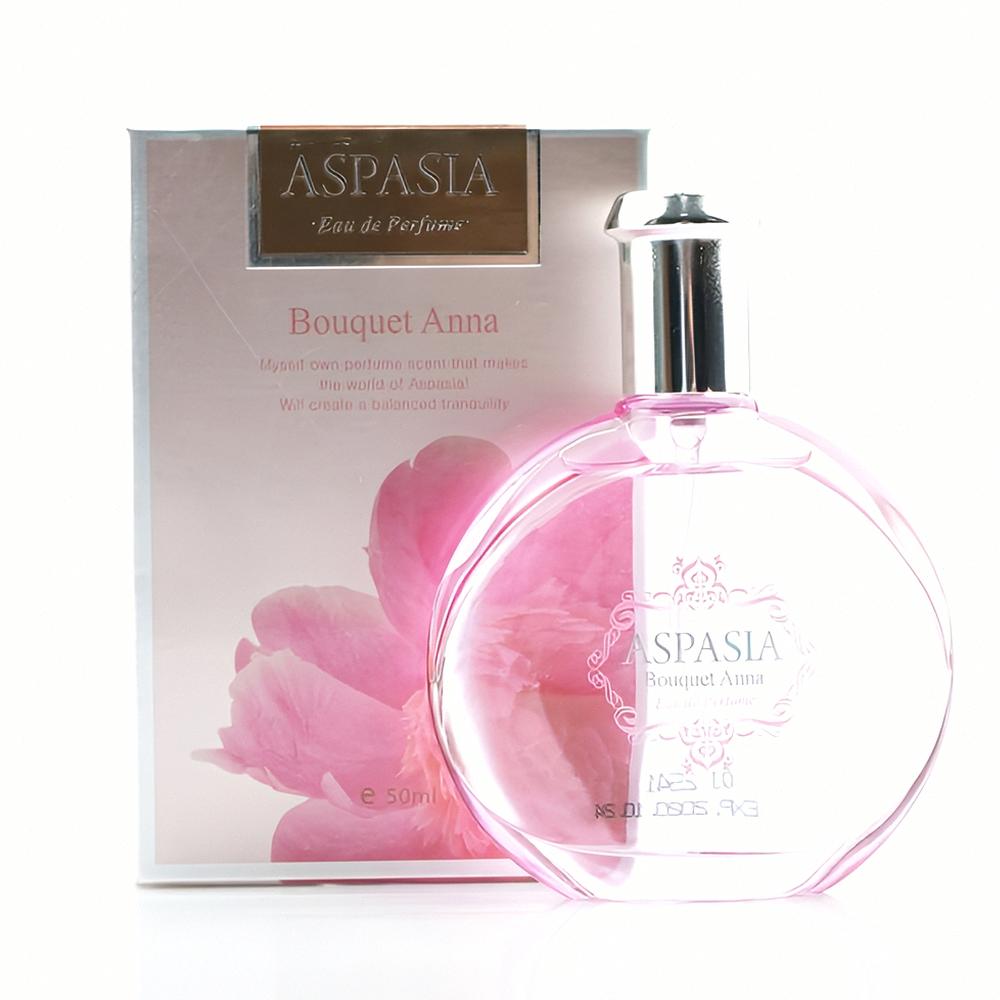 ASPASIA
Eau de Perfume
Bouquet Anna
Myself own perfume scent that makes
the world of Aspasia!
Will create a balanced tranquility
e 50ml
ASPASIA
Bouquet Anna
Eau de Perfume
EXP.